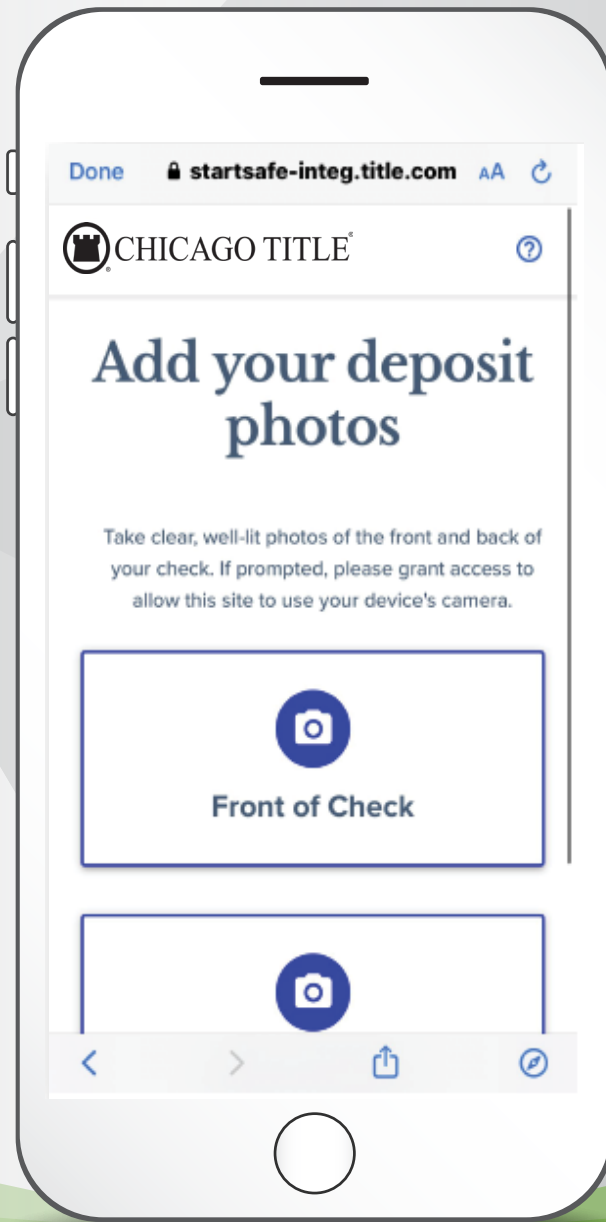 Done startsafe-integ.title.com AA
CHICAGO TITLE®
Add your deposit
photos
Take clear, well-lit photos of the front and back of
your check. If prompted, please grant access to
allow this site to use your device's camera.
Front of Check